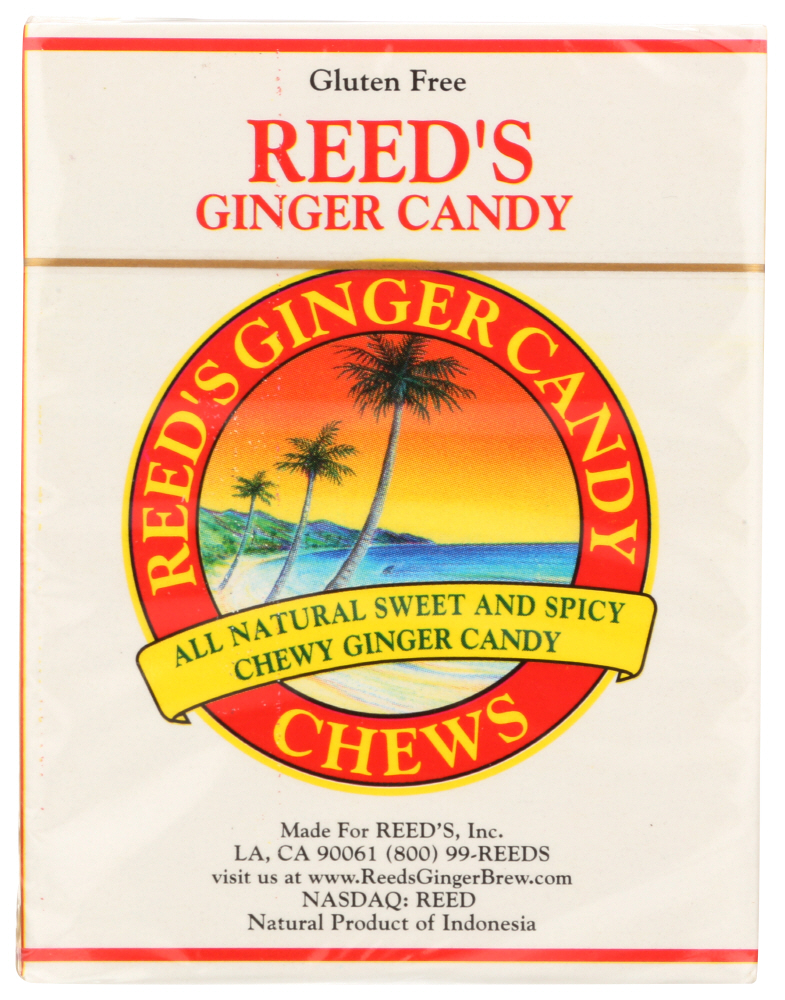 Gluten Free
REED'S
GINGER CANDY
REED'S GINGER CANDY
ALL NATURAL SWEET AND SPICY
CHEWY GINGER CANDY
CHEWS
Made For REED'S, Inc.
LA, CA 90061 (800) 99-REEDS
visit us at www.ReedsGingerBrew.com
NASDAQ: REED
Natural Product of Indonesia